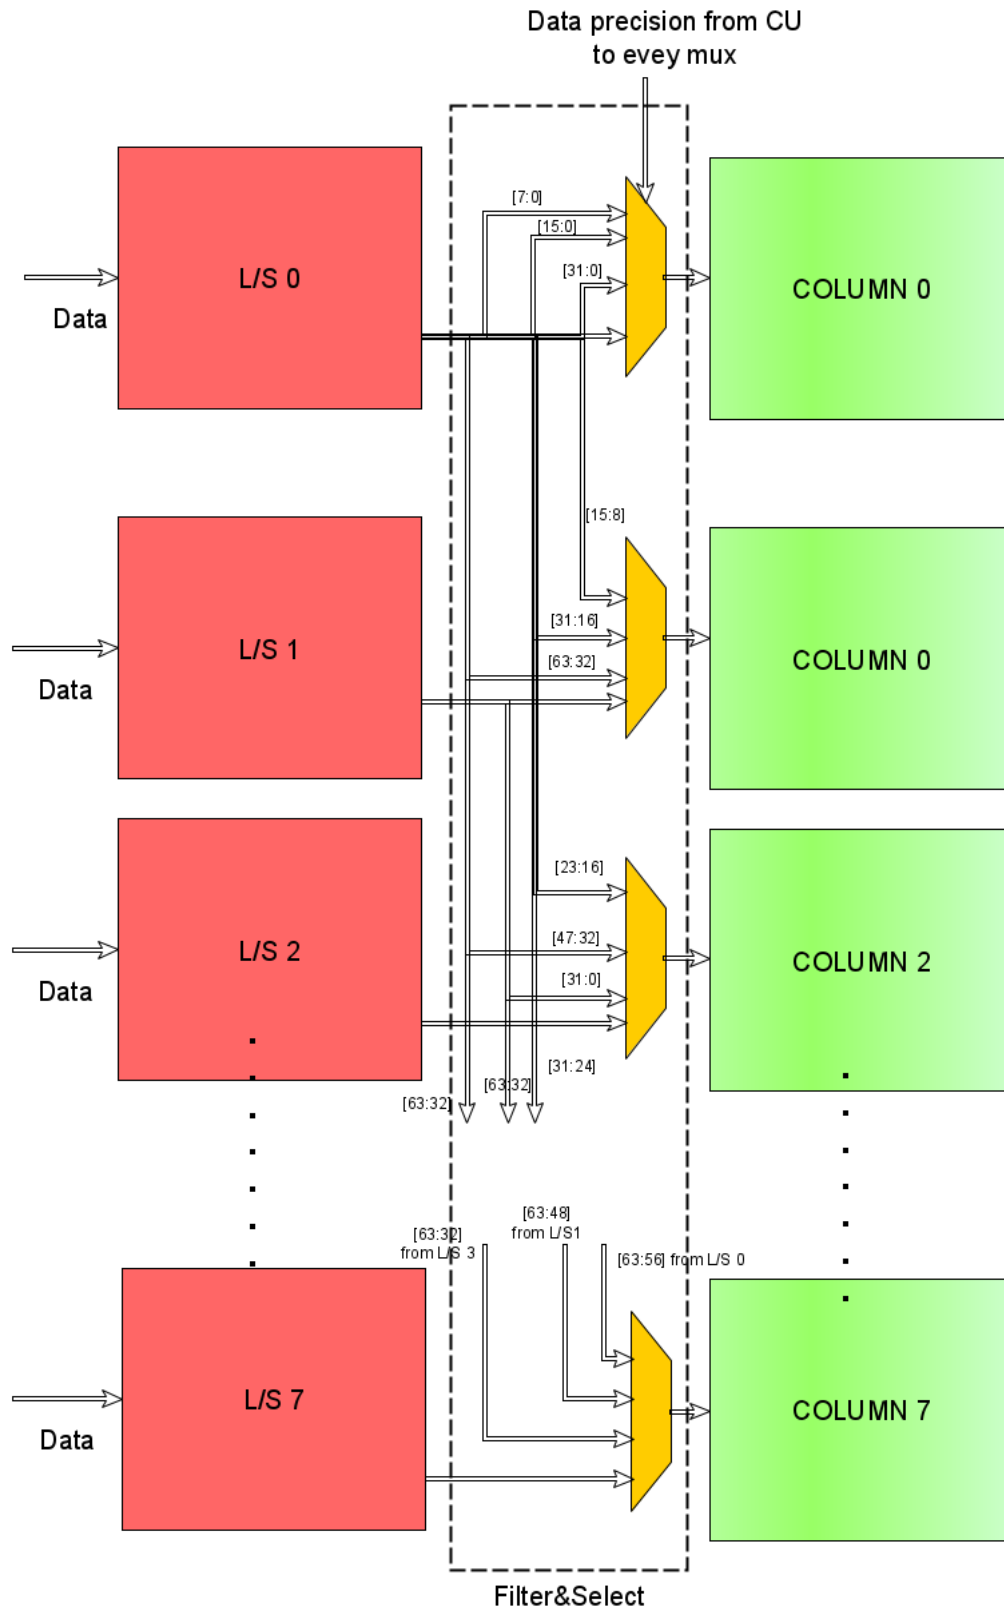 Data precision from CU
to evey mux
[7:0]
[15:0]
[31:0]
L/S 0
COLUMN 0
Data
[15:8]
[31:16]
L/S 1
[63:32]
COLUMN 0
Data
[23:16]
[47:32]
L/S 2
COLUMN 2
[31:0]
Data
[31:24]
[63:32]
[63:32]
[63:48]
from L/S1
[63:32]
from L/S 3
[63:56] from L/S 0
L/S 7
COLUMN 7
Data
Filter&Select